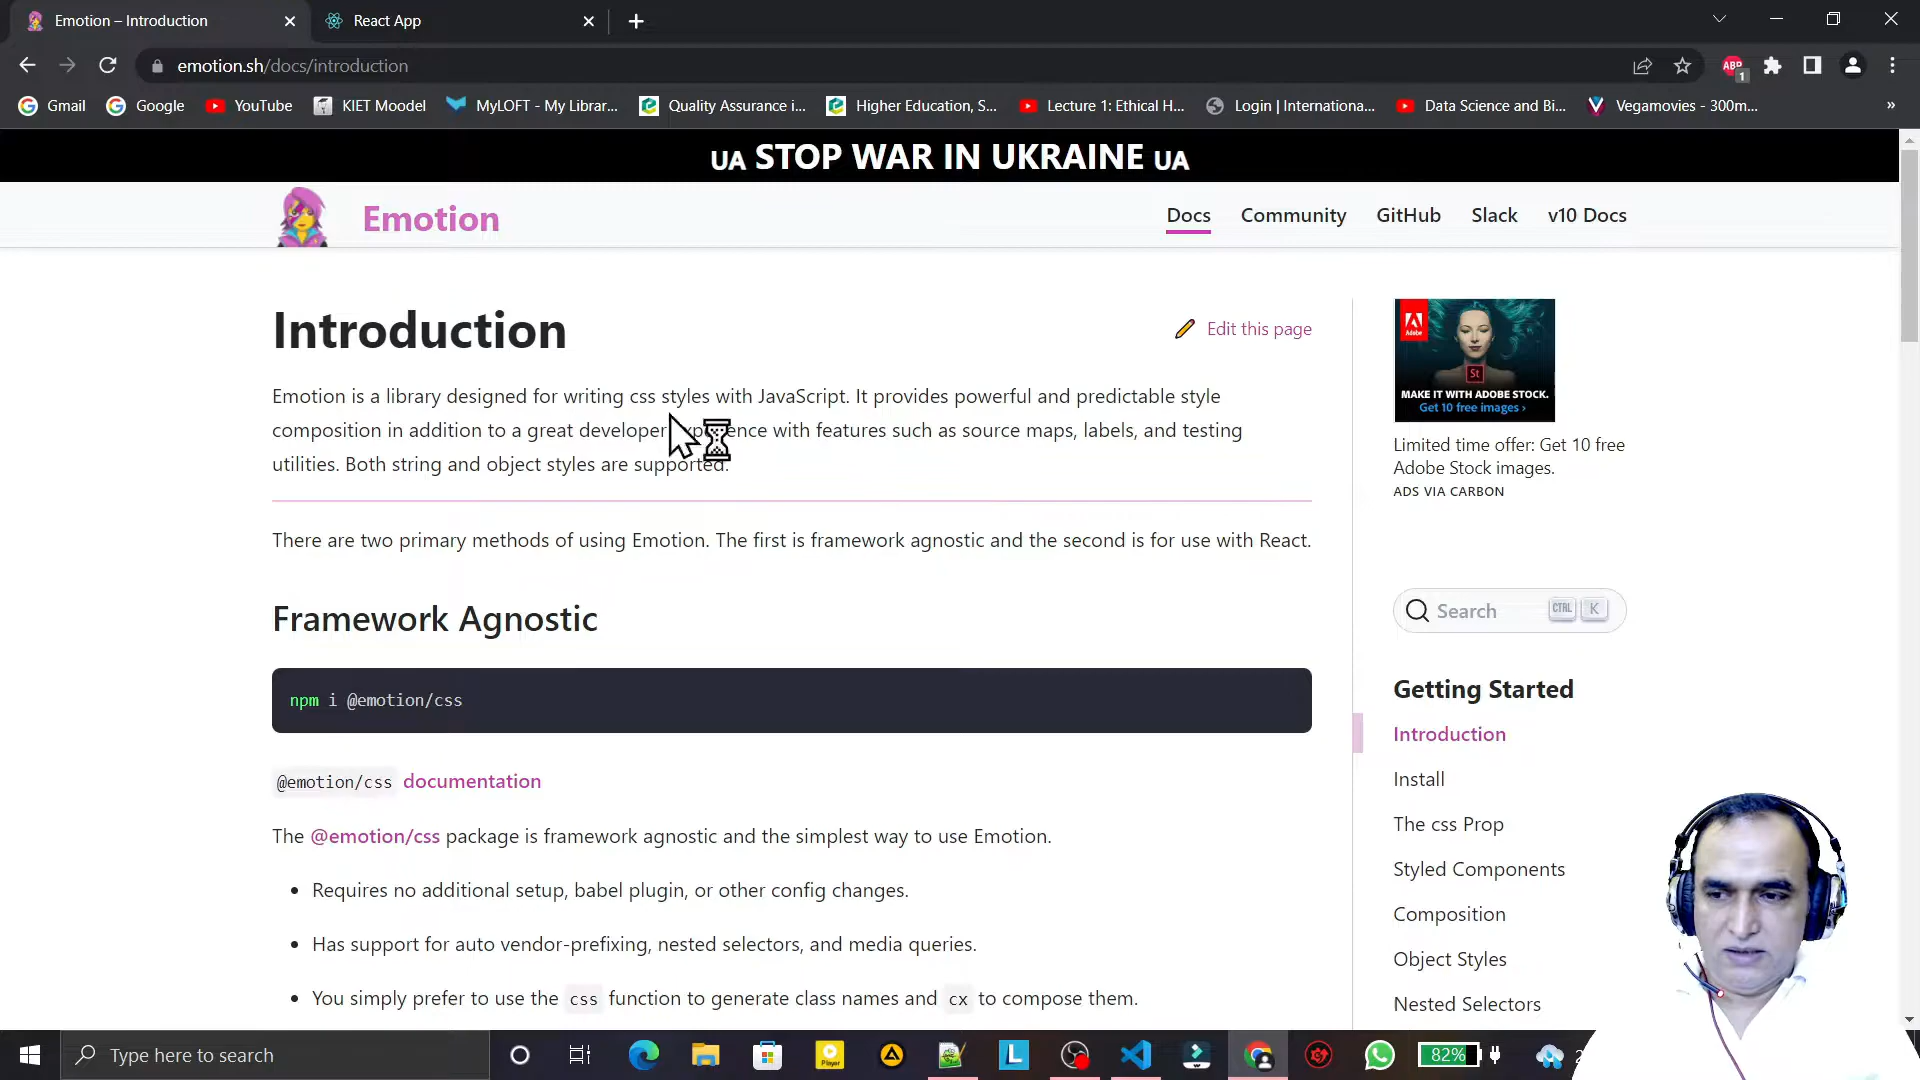 Emotion – Introduction
React App
emotion.sh/docs/introduction
ABP
1
Gmail
Google
YouTube
KIET Moodel
MyLOFT - My Librar...
Quality Assurance i...
Higher Education, S...
Lecture 1: Ethical H...
Login | Internationa...
Data Science and Bi...
Vegamovies - 300m...
UA STOP WAR IN UKRAINE UA
Emotion
Docs
Community
GitHub
Slack
v10 Docs
Introduction
Edit this page
Emotion is a library designed for writing css styles with JavaScript. It provides powerful and predictable style
composition in addition to a great developer experience with features such as source maps, labels, and testing
utilities. Both string and object styles are supported.
There are two primary methods of using Emotion. The first is framework agnostic and the second is for use with React.
Framework Agnostic
npm i @emotion/css
@emotion/css documentation
The @emotion/css package is framework agnostic and the simplest way to use Emotion.
• Requires no additional setup, babel plugin, or other config changes.
• Has support for auto vendor-prefixing, nested selectors, and media queries.
• You simply prefer to use the css function to generate class names and cx to compose them.
Adobe
St
MAKE IT WITH ADOBE STOCK.
Get 10 free images ›
Limited time offer: Get 10 free
Adobe Stock images.
ADS VIA CARBON
Search
CTRL K
Getting Started
Introduction
Install
The css Prop
Styled Components
Composition
Object Styles
Nested Selectors
Type here to search
Player
L
82%